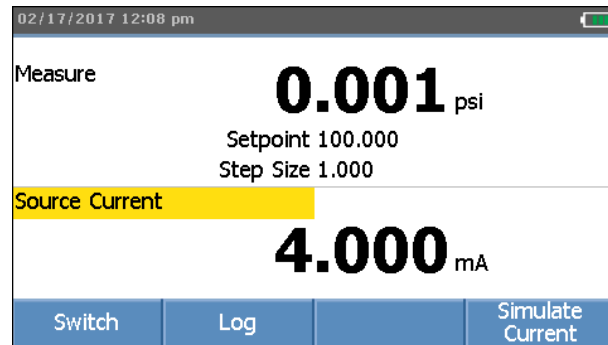 02/17/2017 12:08 pm
Measure
0.001 psi
Setpoint 100.000
Step Size 1.000
Source Current
4.000 mA
Switch
Log
Simulate
Current